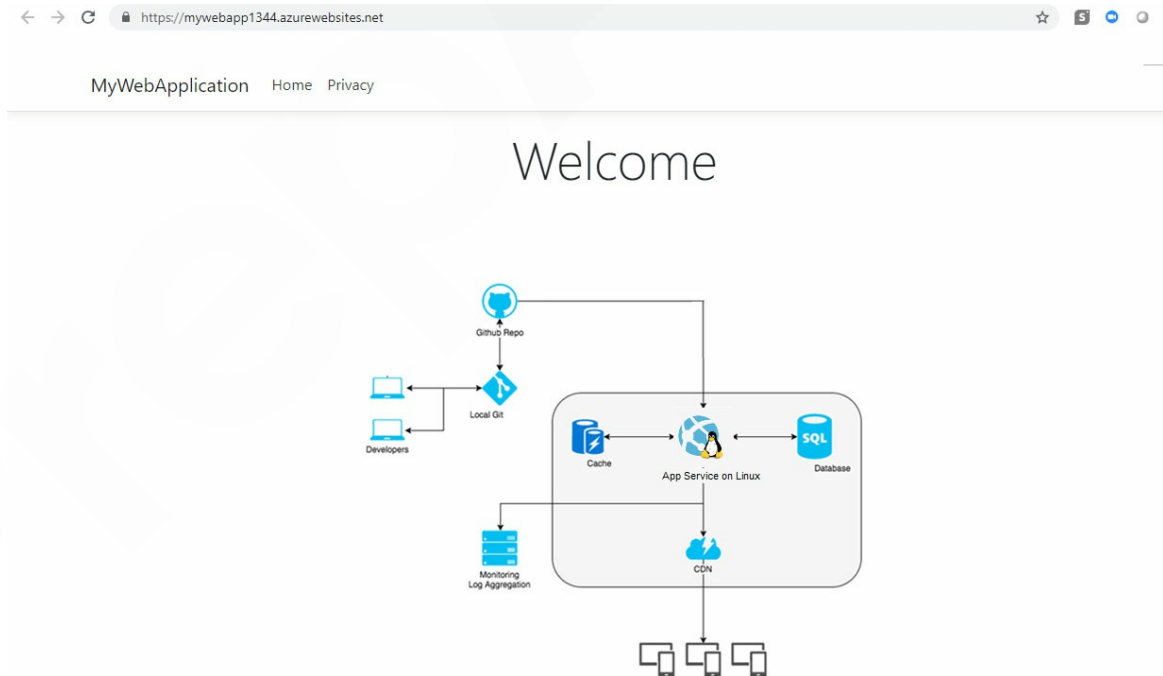 https://mywebapp1344.azurewebsites.net
MyWebApplication Home Privacy
Welcome
Github Repo
Local Git
Developers
Cache
App Service on Linux
SQL
Database
Monitoring
Log Aggregation
CDN